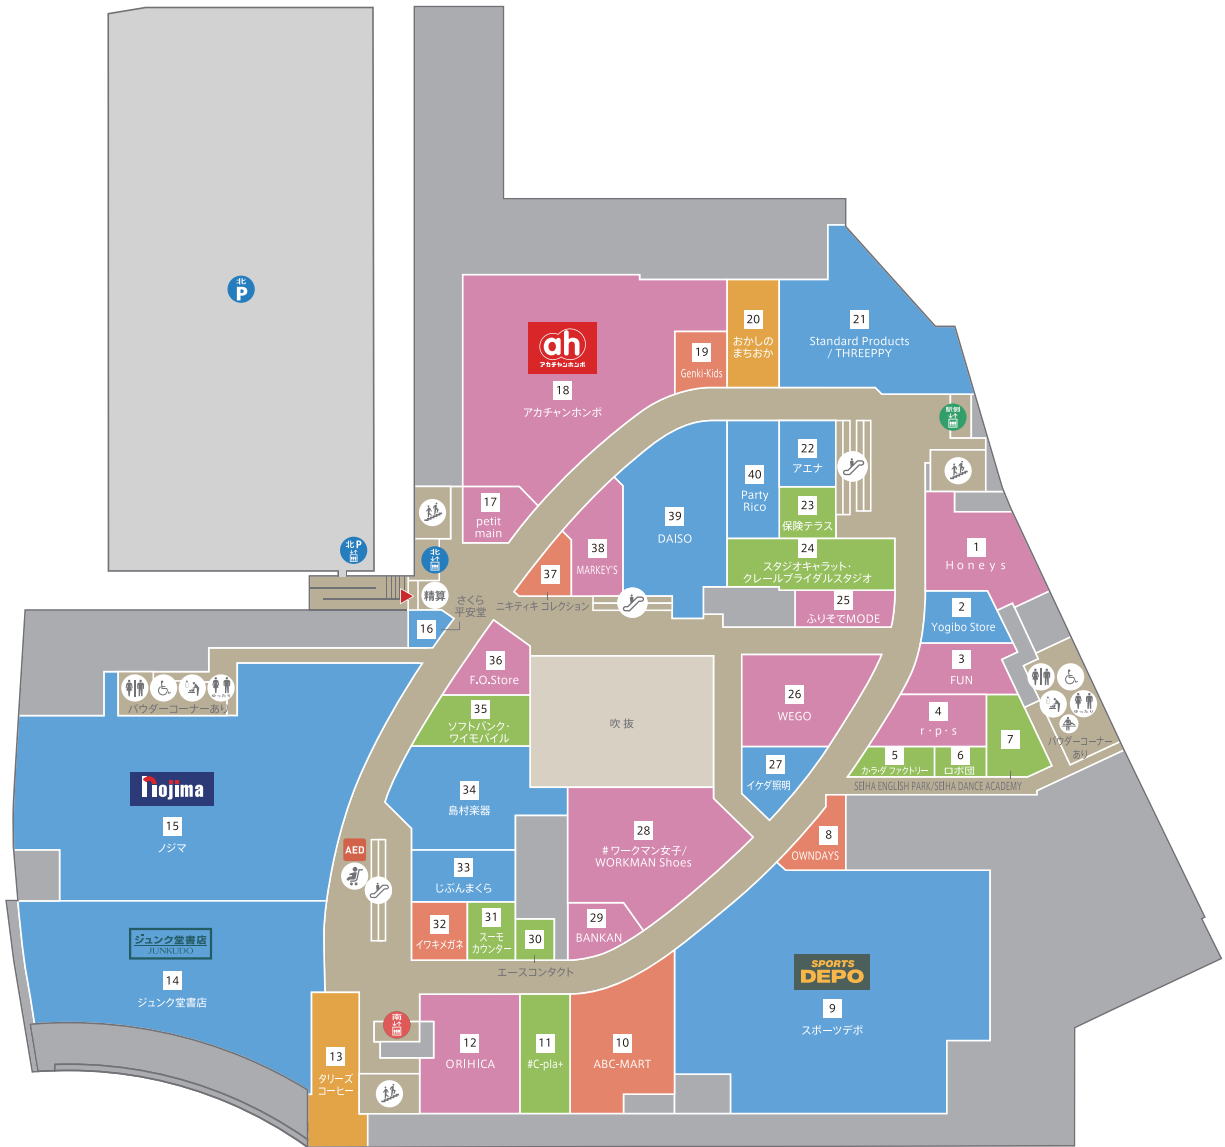 北
P
ah
アカチャンホンポ
18
アカチャンホンポ
19
Genki-Kids
20
おかしの
まちおか
21
Standard Products
/ THREEPPY
駅側
17
petit
main
38
MARKEY'S
39
DAISO
40
Party
Rico
22
アエナ
23
保険テラス
24
スタジオキャラット・
クレールブライダルスタジオ
25
ふりそでMODE
1
Honeys
2
Yogibo Store
3
FUN
4
r・p・s
5
カ・ラ・ダ ファクトリー
6
ロボ団
7
SEIHA ENGLISH PARK/SEIHA DANCE ACADEMY
ゆったり
パウダーコーナー
あり
北P
北
精算
37
ニキティキ コレクション
さくら
平安堂
16
36
F.O.Store
35
ソフトバンク・
ワイモバイル
吹 抜
26
WEGO
27
イケダ照明
ゆったり
パウダーコーナーあり
nojima
15
ノジマ
34
島村楽器
28
#ワークマン女子/
WORKMAN Shoes
8
OWNDAYS
AED
33
じぶんまくら
32
イワキメガネ
31
スーモ
カウンター
30
エースコンタクト
29
BANKAN
ジュンク堂書店
JUNKUDO
14
ジュンク堂書店
SPORTS
DEPO
9
スポーツデポ
南
13
タリーズ
コーヒー
12
ORIHICA
11
#C-pla+
10
ABC-MART